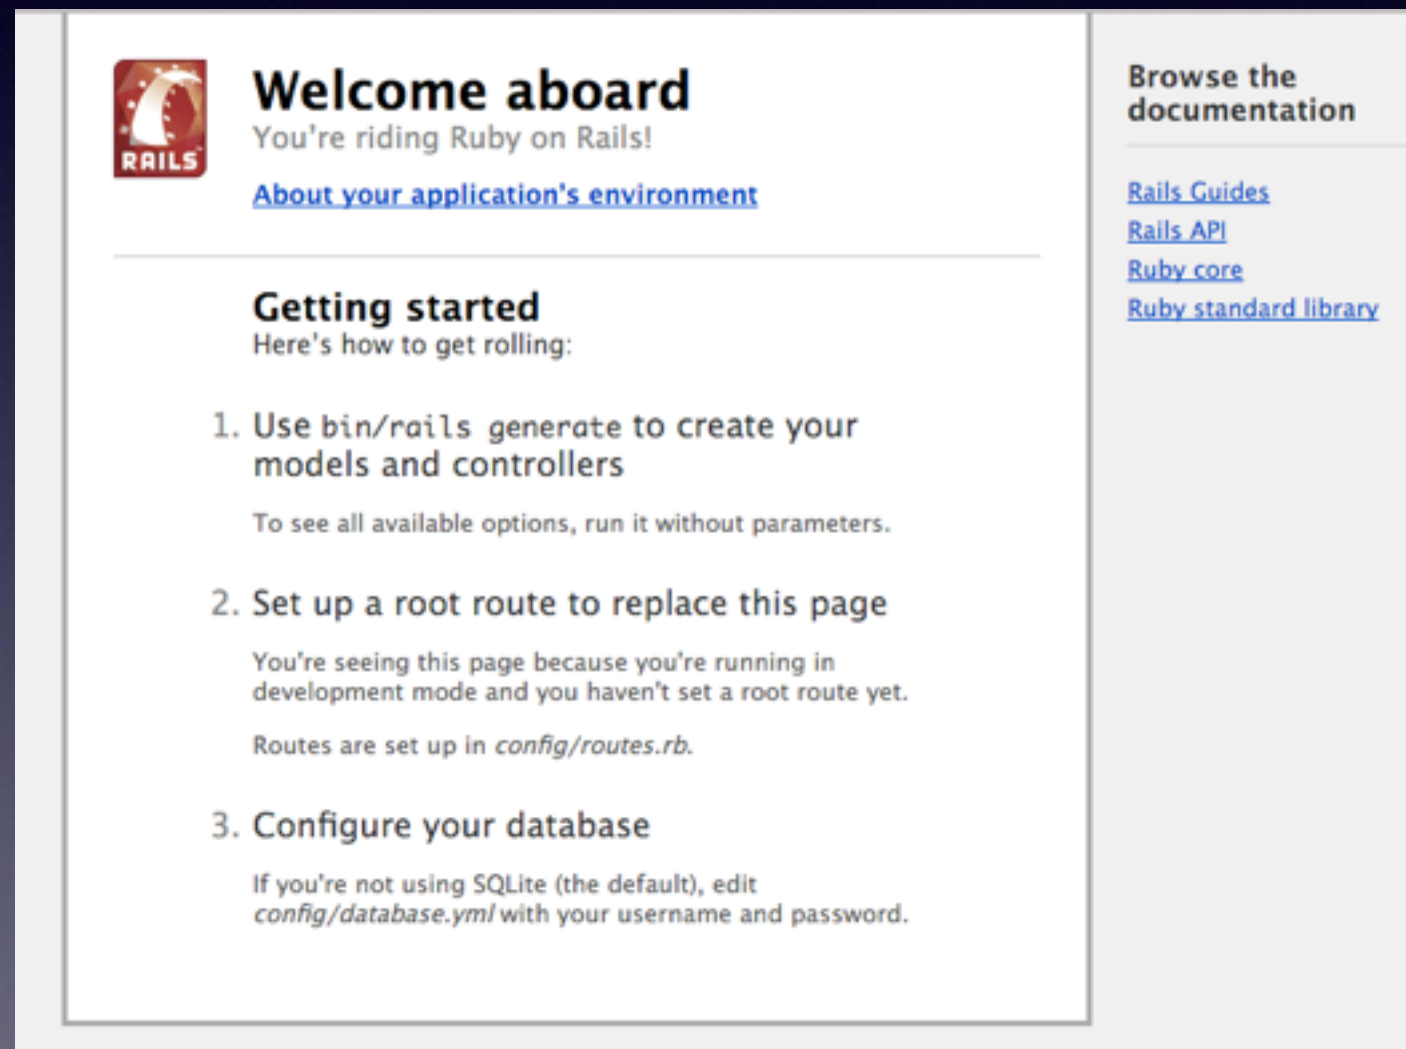 RAILS
Welcome aboard
You're riding Ruby on Rails!
About your application's environment
Getting started
Here's how to get rolling:
1. Use bin/rails generate to create your
models and controllers
To see all available options, run it without parameters.
2. Set up a root route to replace this page
You're seeing this page because you're running in
development mode and you haven't set a root route yet.
Routes are set up in config/routes.rb.
3. Configure your database
If you're not using SQLite (the default), edit
config/database.yml with your username and password.
Browse the
documentation
Rails Guides
Rails API
Ruby core
Ruby standard library